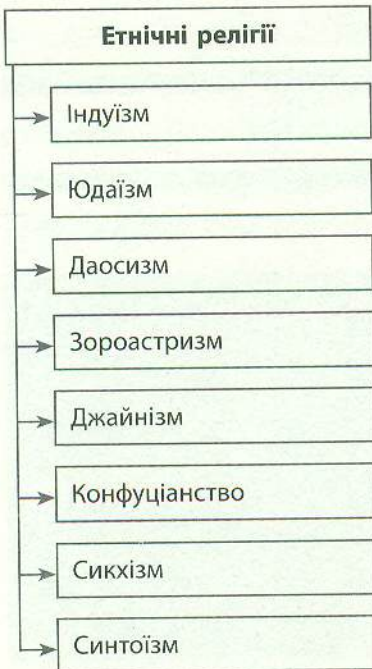 Етнічні релігії
Індуїзм
Юдаїзм
Даосизм
Зороастризм
Джайнізм
Конфуціанство
Сикхізм
Синтоїзм